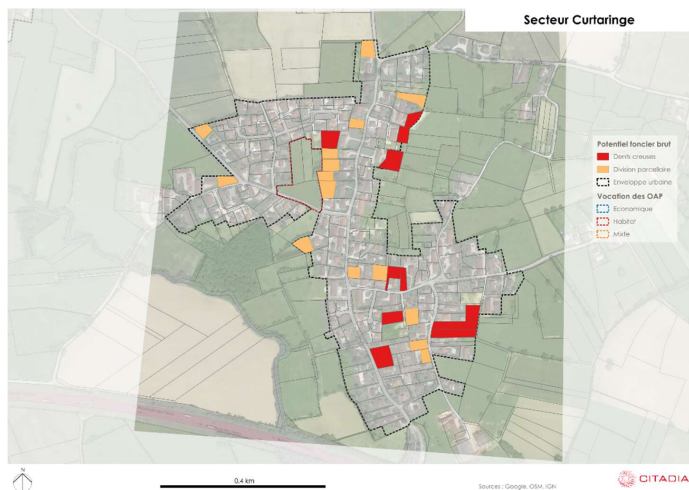 Secteur Curtaringe
Potentiel foncier brut
Dents creuses
Division parcellaire
Enveloppe urbaine
Vocation des OAP
Economique
Habitat
Mixte
N
0.4 km
Sources : Google, OSM, IGN
CITADIA